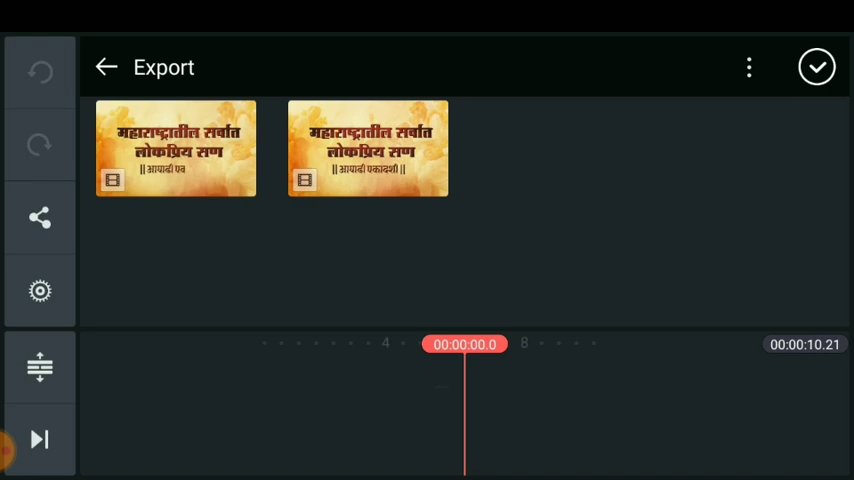 Export
महाराष्ट्रातील सर्वात
लोकप्रिय सण
|| आषाढी एव
महाराष्ट्रातील सर्वात
लोकप्रिय सण
|| आषाढी एकादशी ||
4
00:00:00.0
8
00:00:10.21